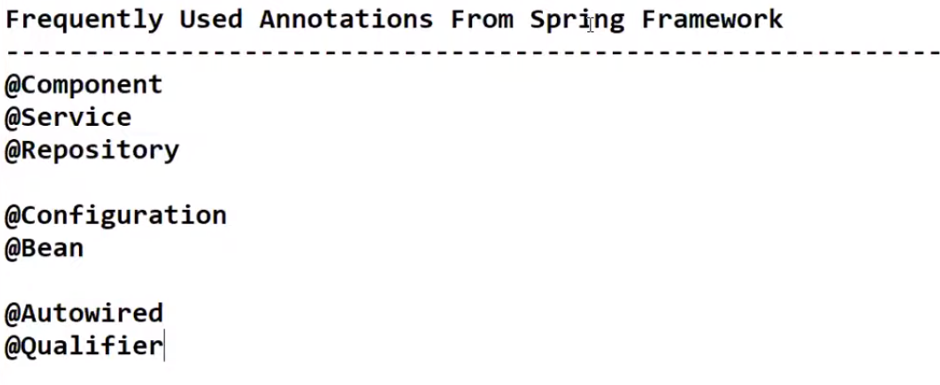 Frequently Used Annotations From Spring Framework
-----------------------------------------------------------
@Component
@Service
@Repository
@Configuration
@Bean
@Autowired
@Qualifier